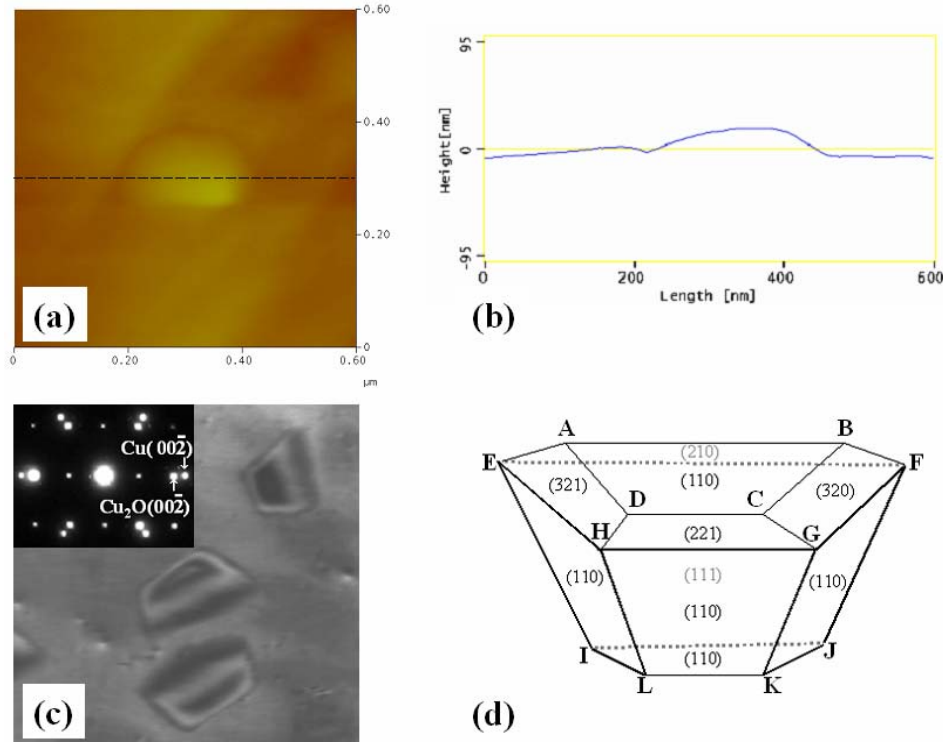 0.60
0.40
0.20
0
0
0.20
0.40
0.60
μm
(a)
95
0
-95
Height[nm]
0
200
400
600
Length [nm]
(b)
Cu(002̄)
Cu₂O(002̄)
(c)
A
B
E
F
(210)
(110)
(321)
(320)
D
C
H
G
(221)
(110)
(111)
(110)
(110)
I
J
(110)
L
K
(d)